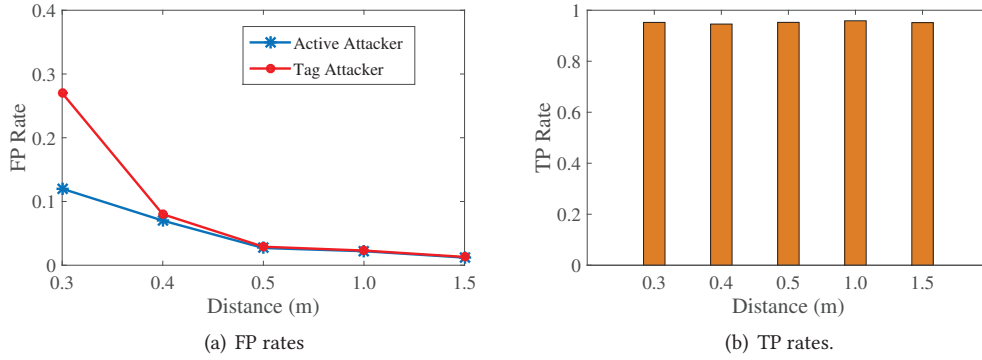 0.4
0.3
0.2
0.1
0
FP Rate
Active Attacker
Tag Attacker
0.3 0.4 0.5 1.0 1.5
Distance (m)
(a) FP rates
1
0.8
0.6
0.4
0.2
0
TP Rate
0.3 0.4 0.5 1.0 1.5
Distance (m)
(b) TP rates.